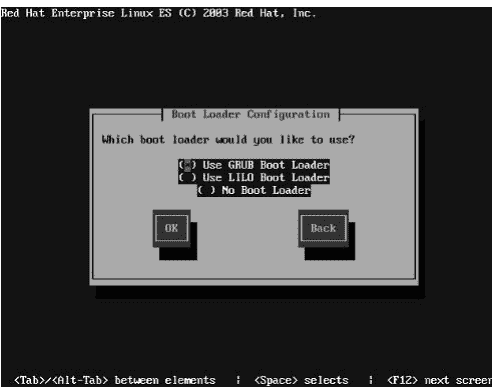 Red Hat Enterprise Linux ES (C) 2003 Red Hat, Inc.
Boot Loader Configuration
Which boot loader would you like to use?
(*) Use GRUB Boot Loader
( ) Use LILO Boot Loader
( ) No Boot Loader
OK Back
<Tab>/<Alt-Tab> between elements | <Space> selects | <F12> next screen